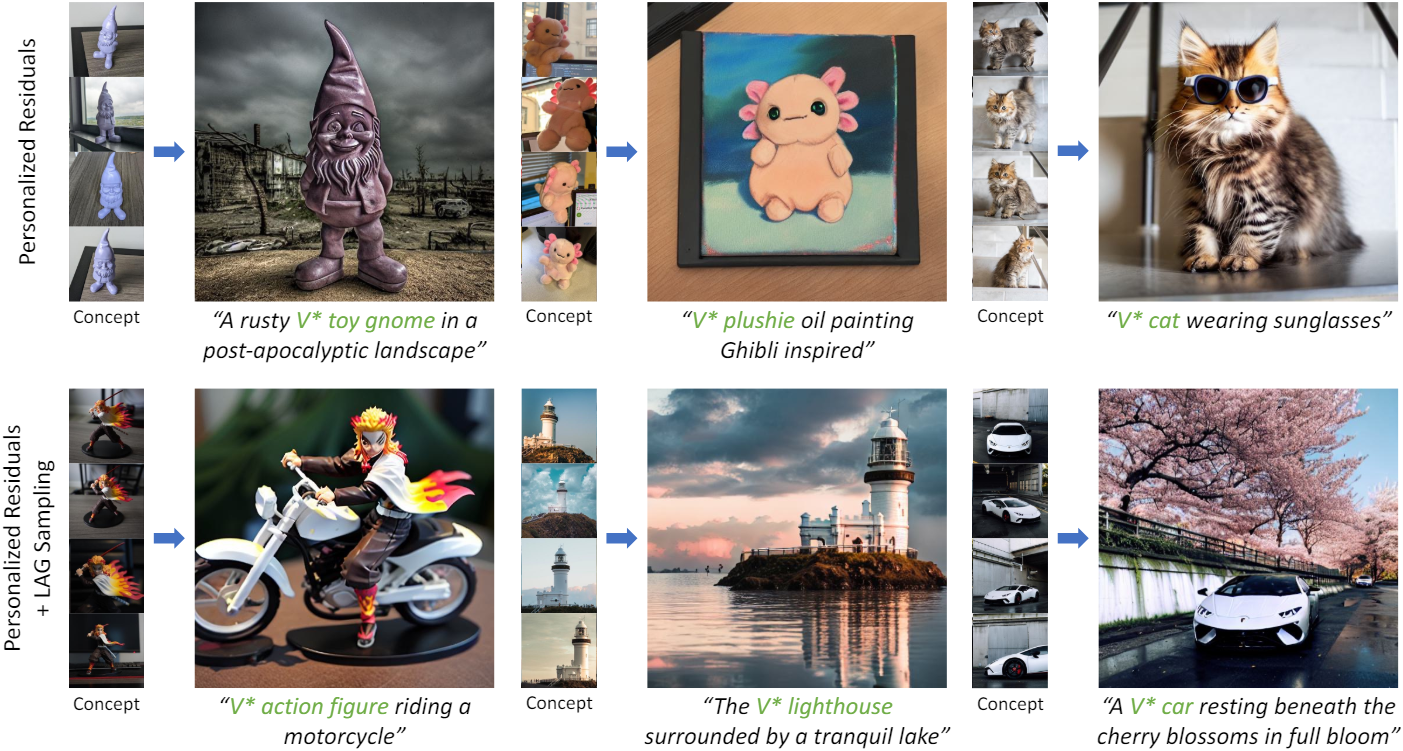 Personalized Residuals
Concept
“A rusty V* toy gnome in a
post-apocalyptic landscape”
Concept
“V* plushie oil painting
Ghibli inspired”
Concept
“V* cat wearing sunglasses”
Personalized Residuals
+ LAG Sampling
Concept
“V* action figure riding a
motorcycle”
Concept
“The V* lighthouse
surrounded by a tranquil lake”
Concept
“A V* car resting beneath the
cherry blossoms in full bloom”